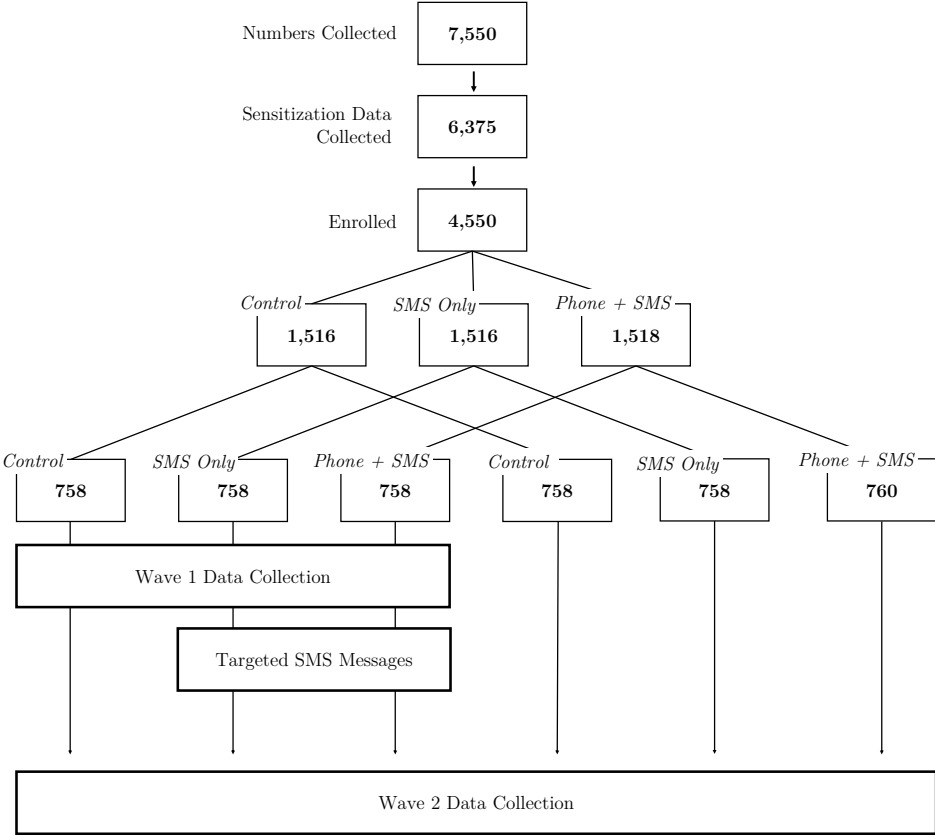 Numbers Collected
7,550
Sensitization Data
Collected
6,375
Enrolled
4,550
Control
SMS Only
Phone + SMS
1,516
1,516
1,518
Control
SMS Only
Phone + SMS
Control
SMS Only
Phone + SMS
758
758
758
758
758
760
Wave 1 Data Collection
Targeted SMS Messages
Wave 2 Data Collection